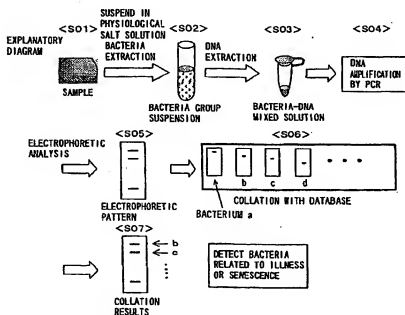 EXPLANATORY
DIAGRAM
<S01>
SAMPLE
SUSPEND IN
PHYSIOLOGICAL
SALT SOLUTION
BACTERIA
EXTRACTION
<S02>
BACTERIA GROUP
SUSPENSION
DNA
EXTRACTION
<S03>
BACTERIA-DNA
MIXED SOLUTION
<S04>
DNA
AMPLIFICATION
BY PCR
ELECTROPHORETIC
ANALYSIS
<S05>
ELECTROPHORETIC
PATTERN
<S06>
b c d
BACTERIUM a
COLLATION WITH DATABASE
<S07>
b
c
COLLATION
RESULTS
DETECT BACTERIA
RELATED TO ILLNESS
OR SENESCENCE